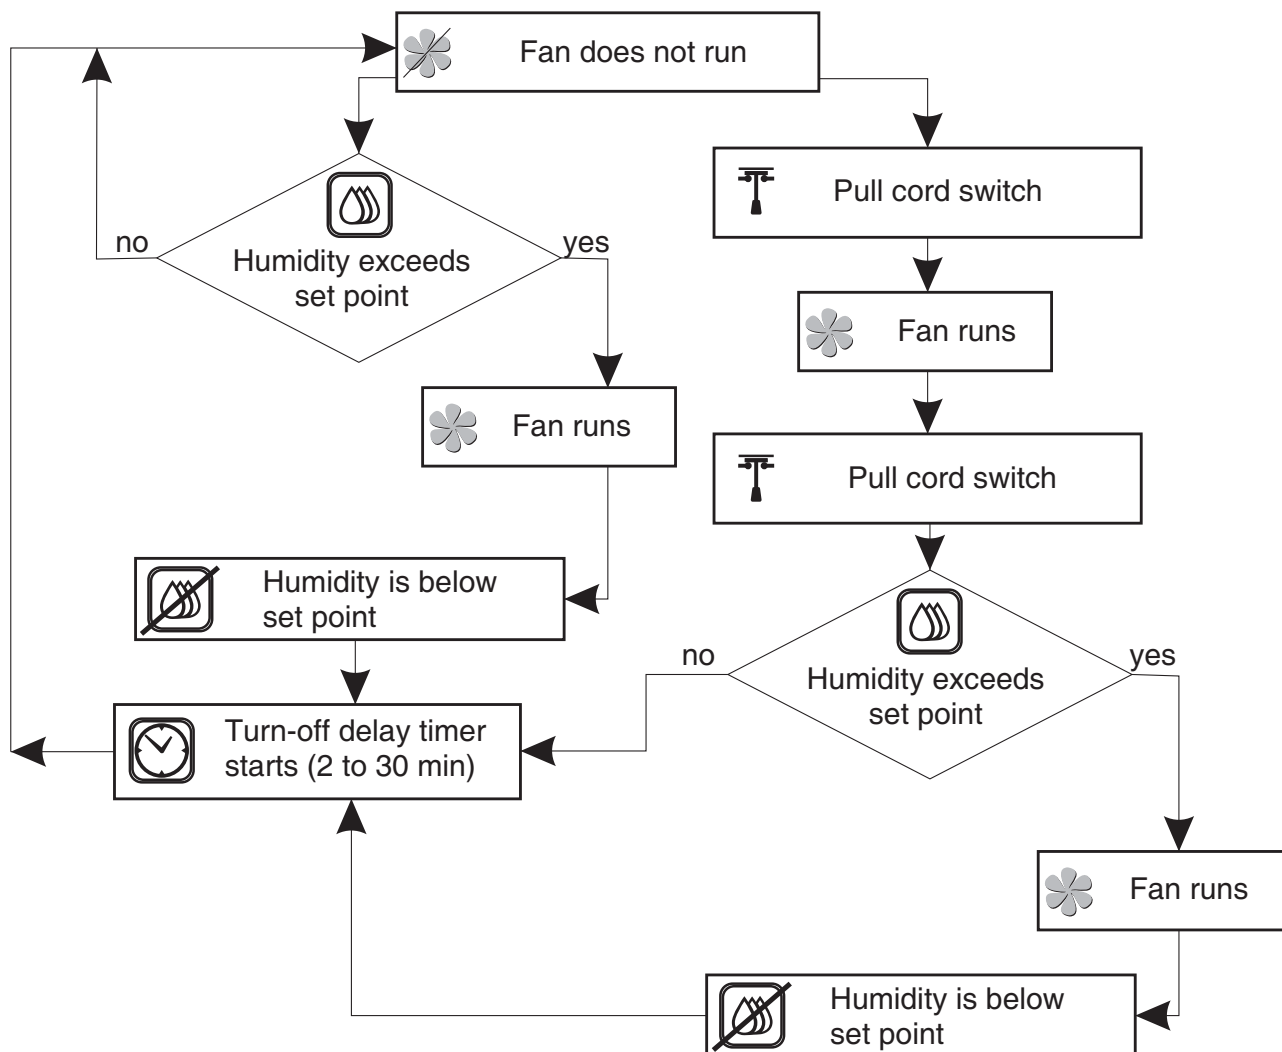 Fan does not run
Pull cord switch
no
yes
Humidity exceeds
set point
Fan runs
Fan runs
Pull cord switch
Humidity is below
set point
no
yes
Humidity exceeds
set point
Turn-off delay timer
starts (2 to 30 min)
Fan runs
Humidity is below
set point